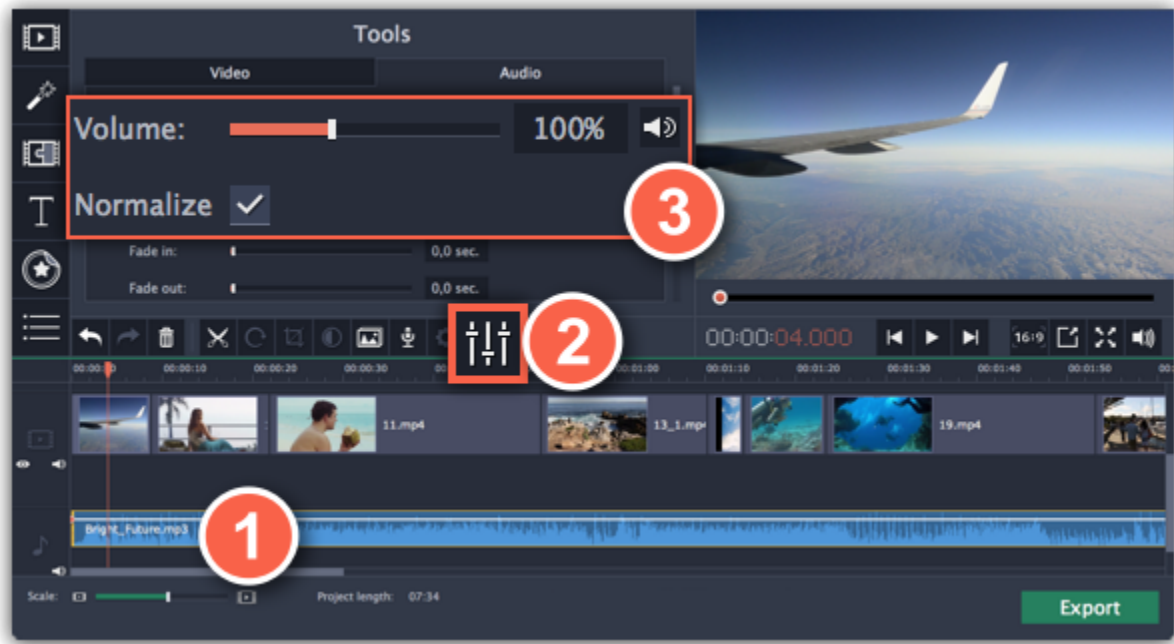 Tools
Video Audio
Volume: 100%
Normalize
3
Fade in: 0,0 sec.
Fade out: 0,0 sec.
T
2
00:00:04.000
16:9
00:00:10 00:00:20 00:00:30 00:01:00 00:01:10 00:01:20 00:01:30 00:01:40 00:01:50
11.mp4 13_1.mp4 19.mp4
Bright_Future.mp3
1
Scale: Project length: 07:34
Export